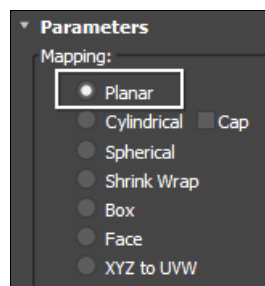 Parameters
Mapping:
Planar
Cylindrical Cap
Spherical
Shrink Wrap
Box
Face
XYZ to UVW